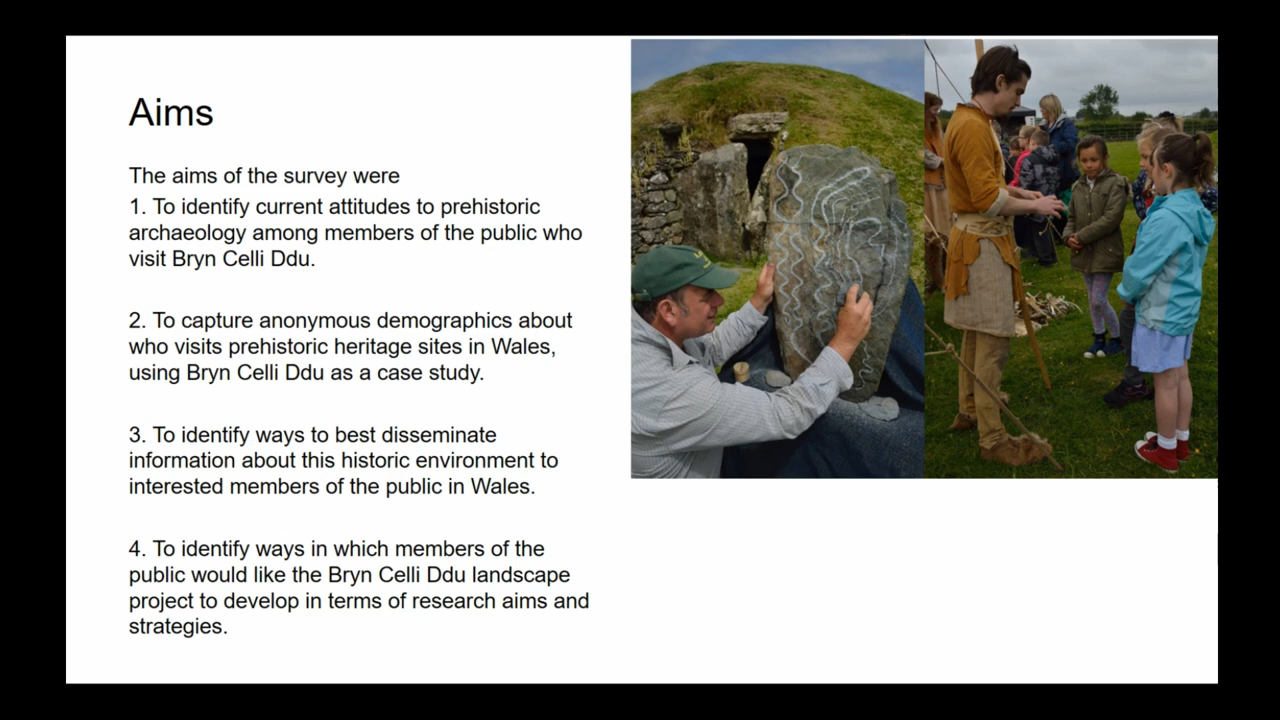 Aims
The aims of the survey were
1. To identify current attitudes to prehistoric
archaeology among members of the public who
visit Bryn Celli Ddu.
2. To capture anonymous demographics about
who visits prehistoric heritage sites in Wales,
using Bryn Celli Ddu as a case study.
3. To identify ways to best disseminate
information about this historic environment to
interested members of the public in Wales.
4. To identify ways in which members of the
public would like the Bryn Celli Ddu landscape
project to develop in terms of research aims and
strategies.